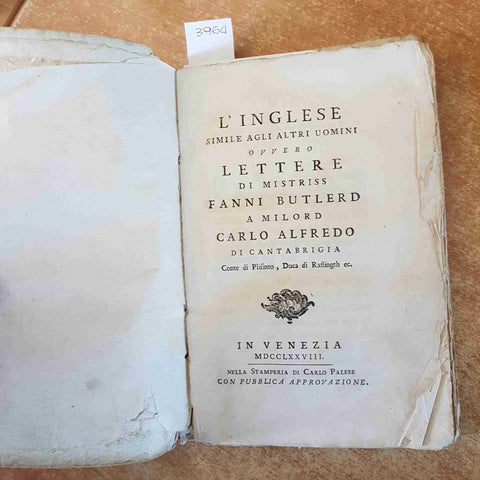 3964
L'INGLESE
SIMILE AGLI ALTRI UOMINI
OVVERO
LETTERE
DI MISTRISS
FANNI BUTLERD
A MILORD
CARLO ALFREDO
DI CANTABRIGIA
Conte di Plisinto, Duca di Raflingth ec.
IN VENEZIA
MDCCLXXVIII.
NELLA STAMPERIA DI CARLO PALESE
CON PUBBLICA APPROVAZIONE.